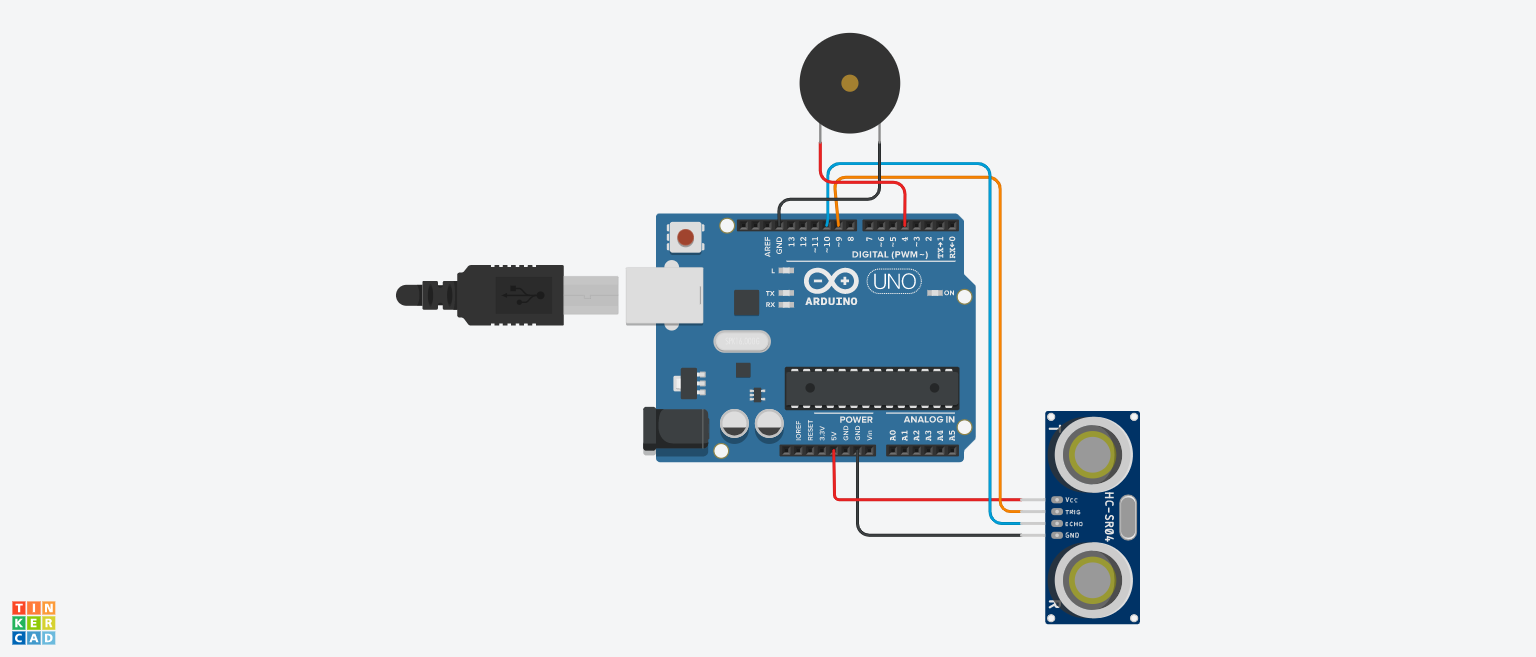 AREF
GND
13
12
~11
~10
~9
8
7
~6
~5
4
~3
2
TX→1
RX←0
DIGITAL (PWM~)
L
TX
RX
ARDUINO
UNO
ON
POWER
ANALOG IN
IOREF
RESET
3.3V
5V
GND
GND
Vin
A0
A1
A2
A3
A4
A5
T
VCC
TRIG
ECHO
GND
HC-SR04
R
TIN
KER
CAD